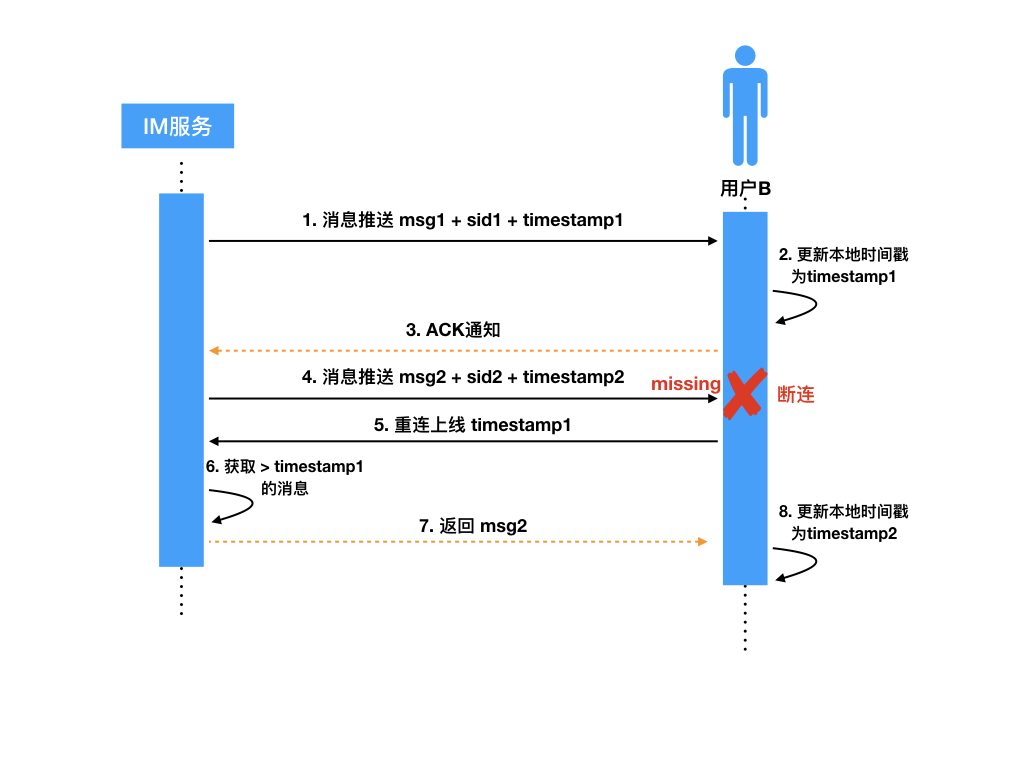 IM服务
用户B
1. 消息推送 msg1 + sid1 + timestamp1
2. 更新本地时间戳
为timestamp1
3. ACK通知
4. 消息推送 msg2 + sid2 + timestamp2
missing
断连
5. 重连上线 timestamp1
6. 获取 > timestamp1
的消息
7. 返回 msg2
8. 更新本地时间戳
为timestamp2